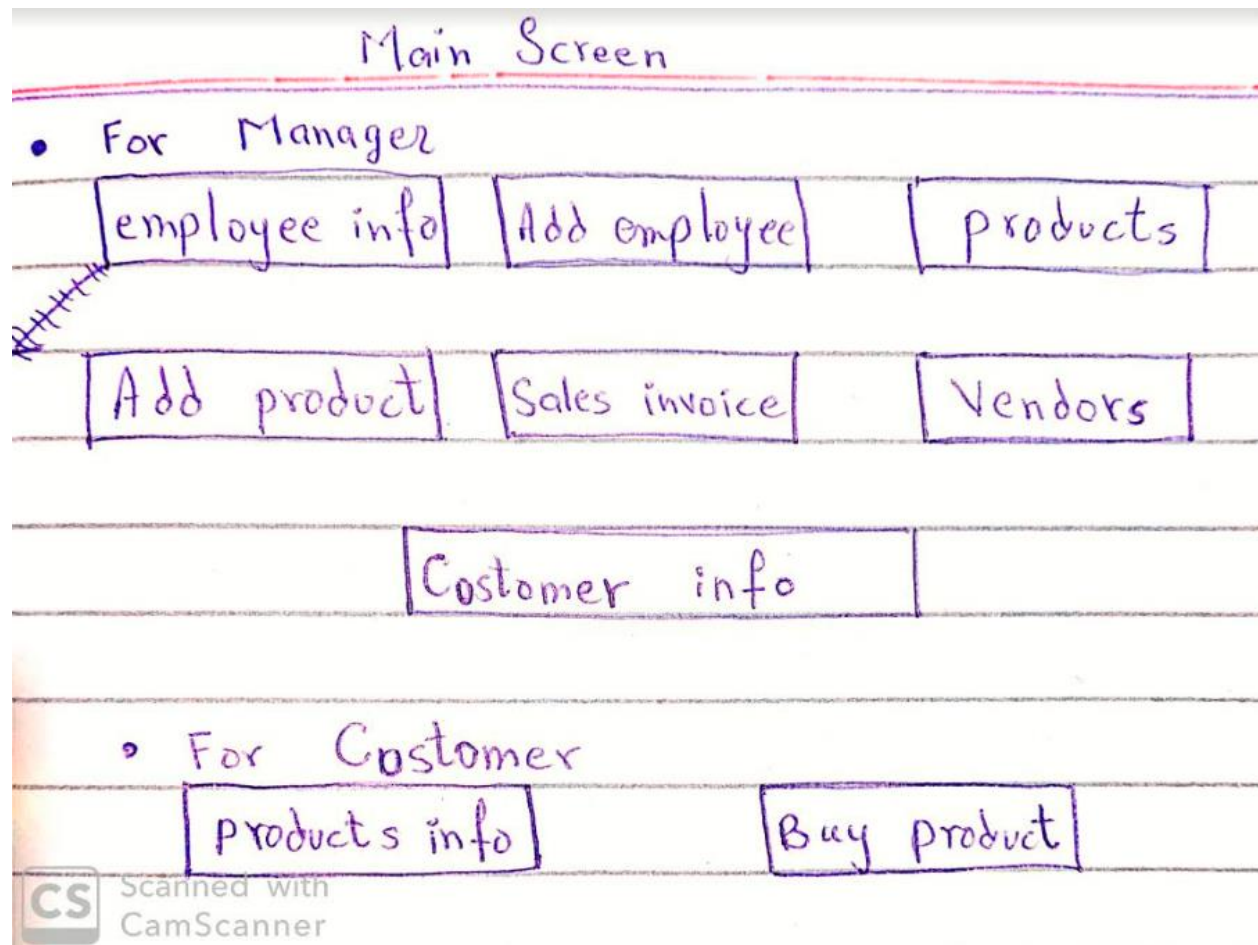 Main Screen
• For Manager
employee info Add employee products
Add product Sales invoice Vendors
Costomer info
• For Costomer
products info Buy product
CS Scanned with
CamScanner